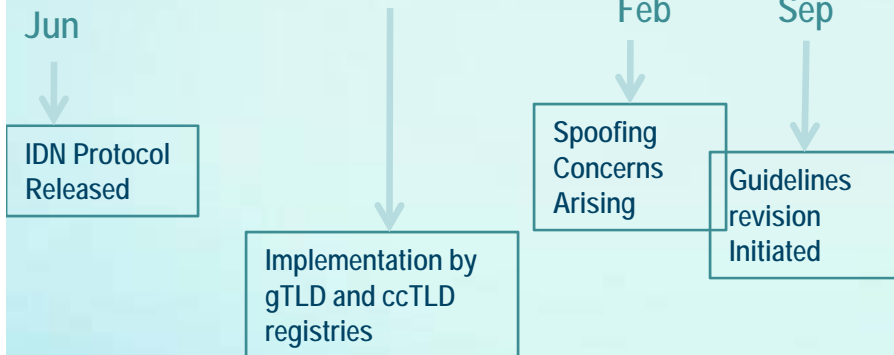 Jun
Feb
Sep
IDN Protocol
Released
Implementation by
gTLD and ccTLD
registries
Spoofing
Concerns
Arising
Guidelines
revision
Initiated